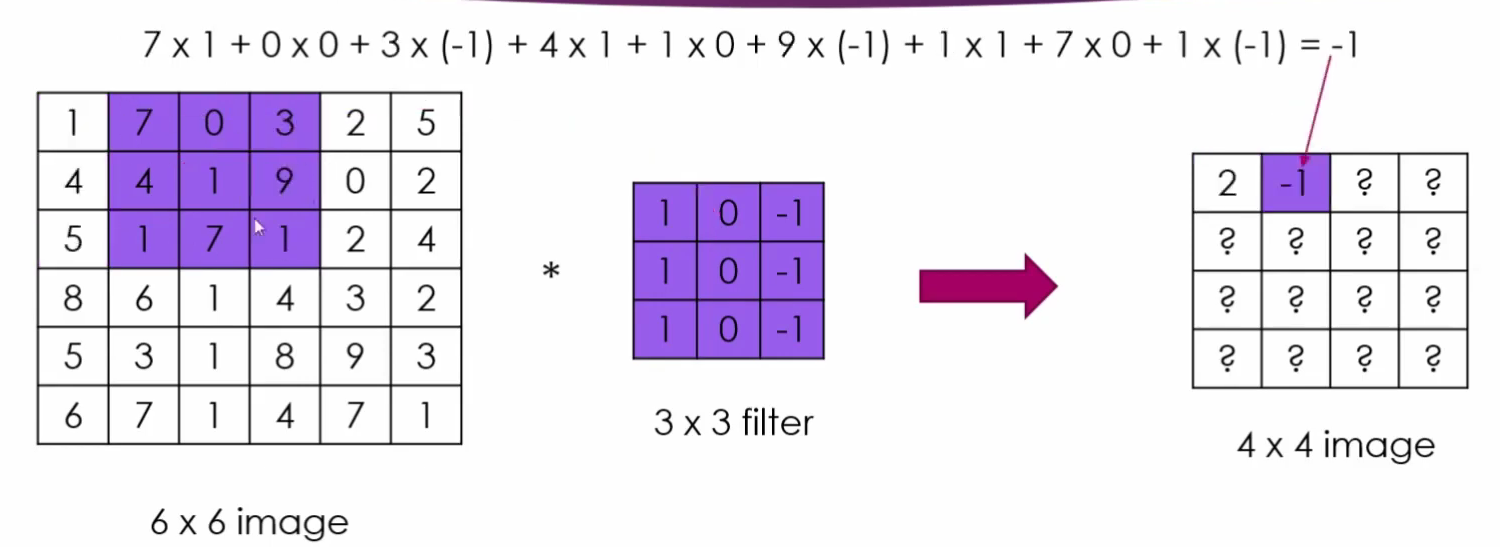 7 x 1 + 0 x 0 + 3 x (-1) + 4 x 1 + 1 x 0 + 9 x (-1) + 1 x 1 + 7 x 0 + 1 x (-1) = -1
1 7 0 3 2 5
4 4 1 9 0 2
5 1 7 1 2 4
8 6 1 4 3 2
5 3 1 8 9 3
6 7 1 4 7 1
6 x 6 image
*
1 0 -1
1 0 -1
1 0 -1
3 x 3 filter
2 -1 ? ?
? ? ? ?
? ? ? ?
? ? ? ?
4 x 4 image